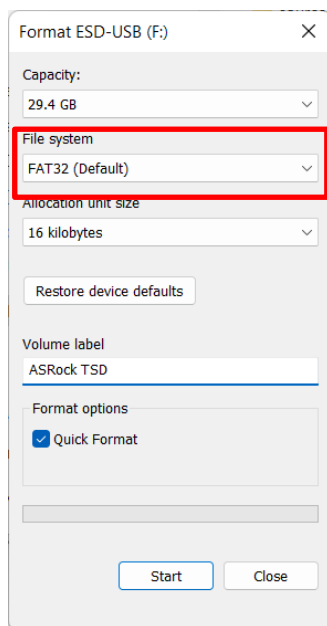 Format ESD-USB (F:)
Capacity:
29.4 GB
File system
FAT32 (Default)
Allocation unit size
16 kilobytes
Restore device defaults
Volume label
ASRock TSD
Format options
Quick Format
Start
Close